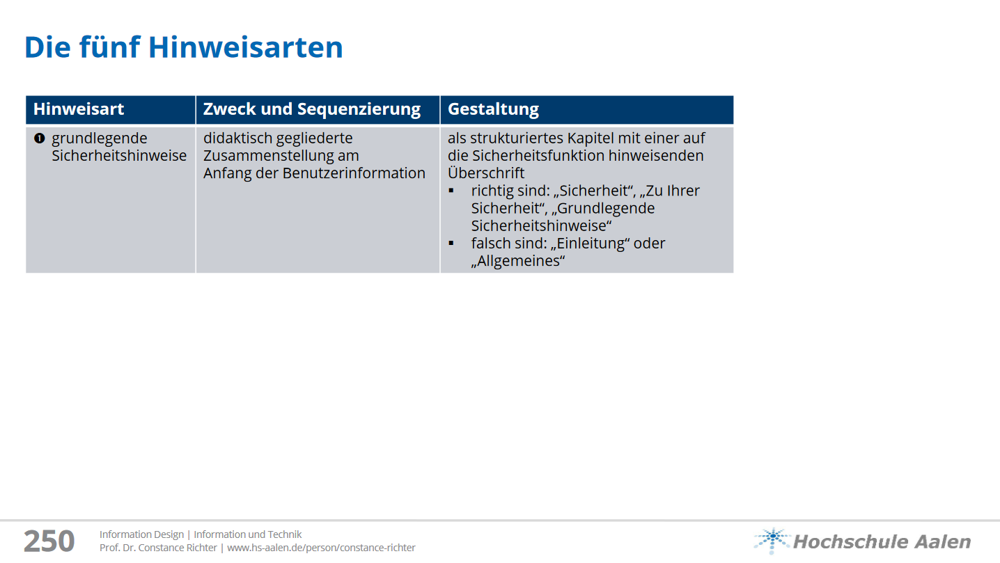 Die fünf Hinweisarten
Hinweisart
Zweck und Sequenzierung
Gestaltung
❶ grundlegende
Sicherheitshinweise
didaktisch gegliederte
Zusammenstellung am
Anfang der Benutzerinformation
als strukturiertes Kapitel mit einer auf
die Sicherheitsfunktion hinweisenden
Überschrift
▪ richtig sind: „Sicherheit“, „Zu Ihrer
Sicherheit“, „Grundlegende
Sicherheitshinweise“
▪ falsch sind: „Einleitung“ oder
„Allgemeines“
250
Information Design | Information und Technik
Prof. Dr. Constance Richter | www.hs-aalen.de/person/constance-richter
Hochschule Aalen